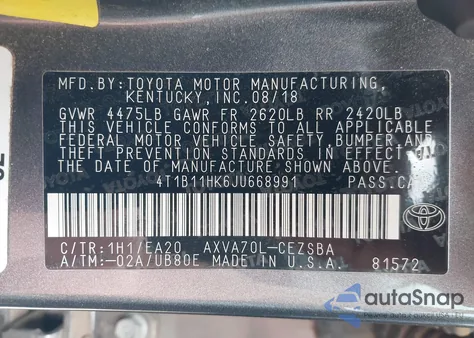 MFD.BY:TOYOTA MOTOR MANUFACTURING,
KENTUCKY,INC.08/18
GVWR 4475LB GAWR FR 2620LB RR 2420LB
THIS VEHICLE CONFORMS TO ALL APPLICABLE
FEDERAL MOTOR VEHICLE SAFETY,BUMPER,AND
THEFT PREVENTION STANDARDS IN EFFECT ON
THE DATE OF MANUFACTURE SHOWN ABOVE.
4T1B11HK6JU668991 PASS.CAR
C/TR:1H1/EA20 AXVA70L-CEZSBA
A/TM:-02A/UB80E MADE IN U.S.A. 81572
TOYOTA
autoSnap